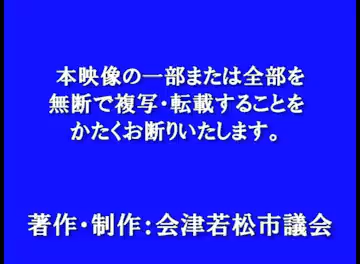 本映像の一部または全部を
無断で複写・転載することを
かたくお断りいたします。
著作・制作：会津若松市議会